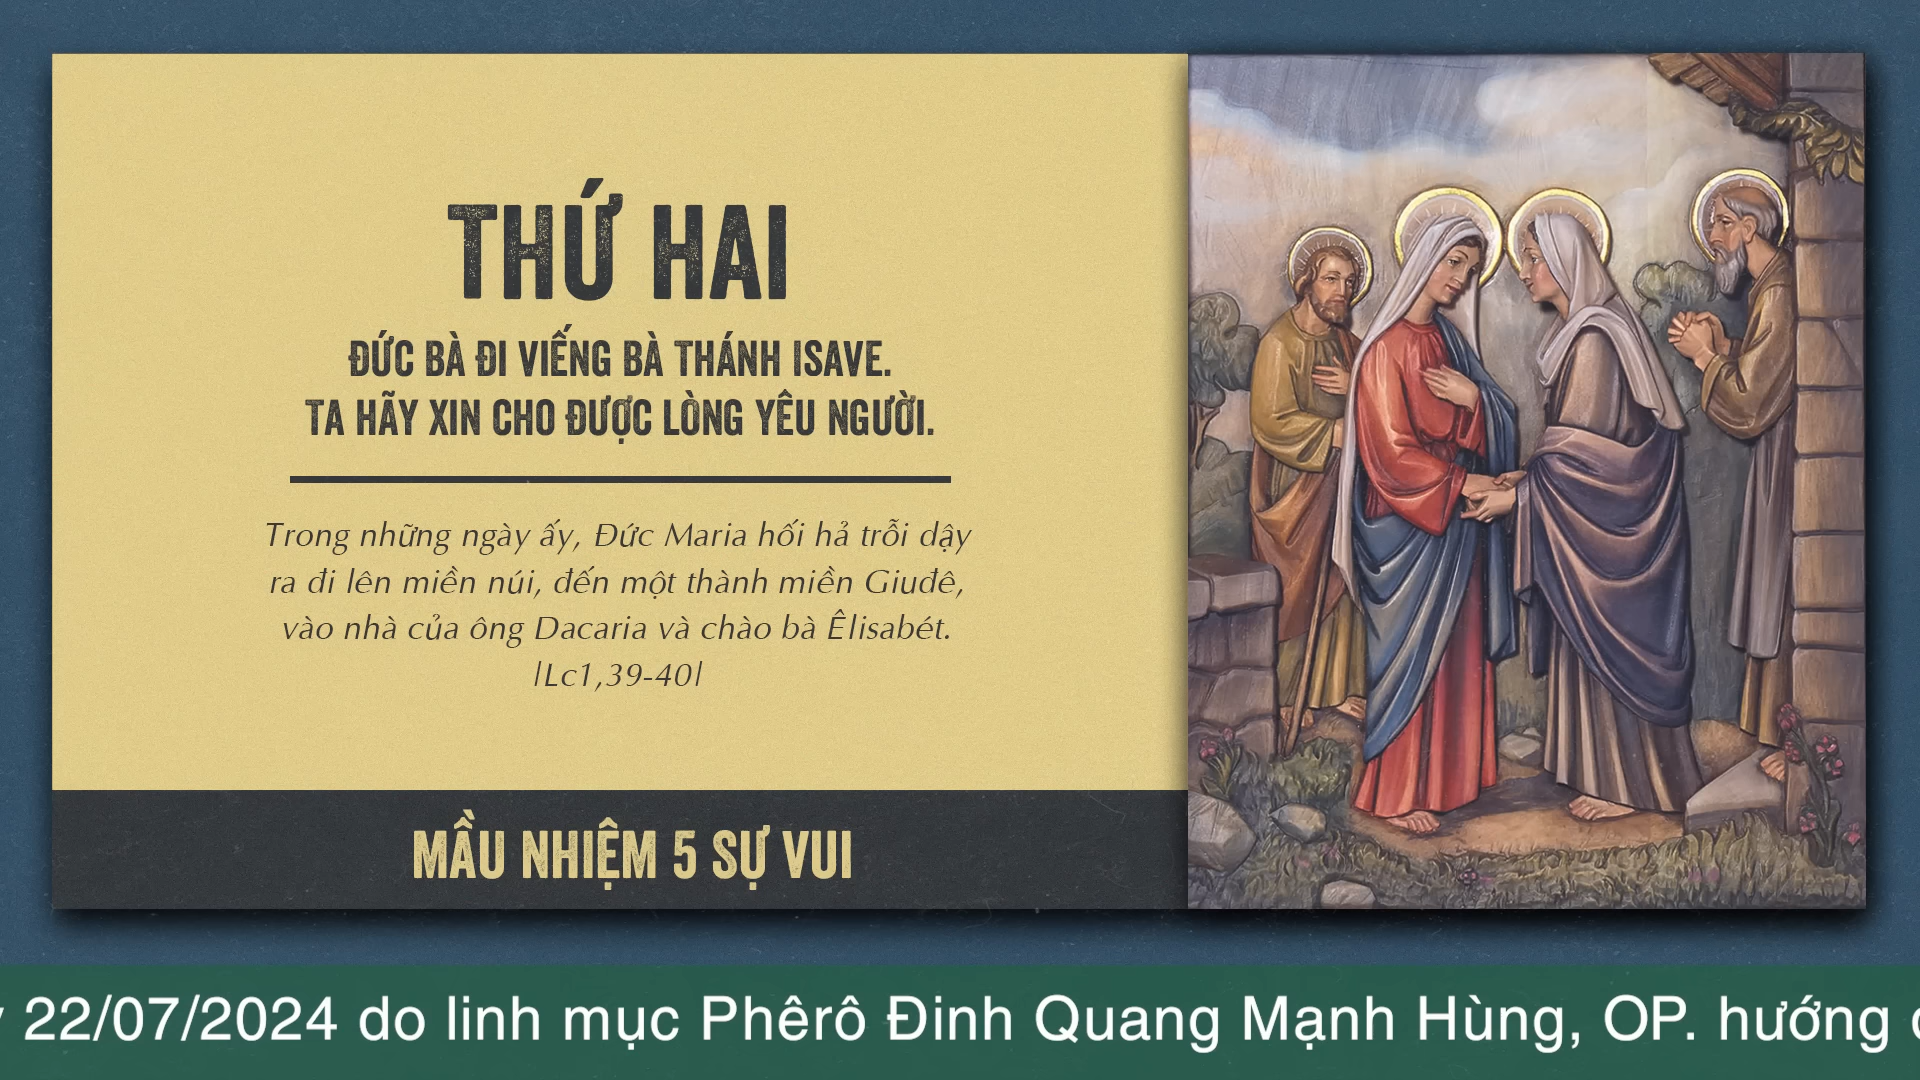 THỨ HAI
ĐỨC BÀ ĐI VIẾNG BÀ THÁNH ISAVE.
TA HÃY XIN CHO ĐƯỢC LÒNG YÊU NGƯỜI.
Trong những ngày ấy, Đức Maria hối hả trỗi dậy
ra đi lên miền núi, đến một thành miền Giuđê,
vào nhà của ông Dacaria và chào bà Êlisabét.
|Lc1,39-40|
MẦU NHIỆM 5 SỰ VUI
22/07/2024 do linh mục Phêrô Đinh Quang Mạnh Hùng, OP. hướng